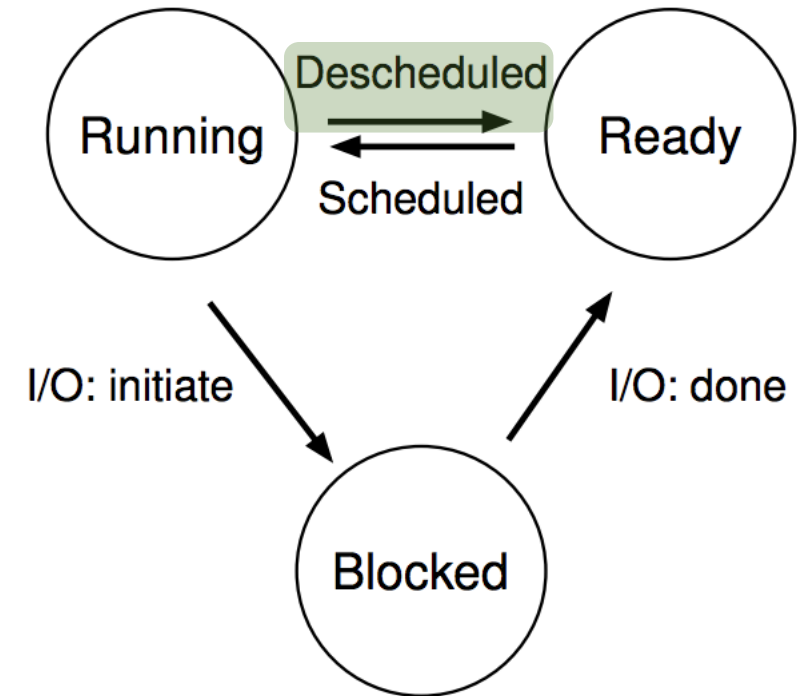 Descheduled
Running
Ready
Scheduled
I/O: initiate
I/O: done
Blocked